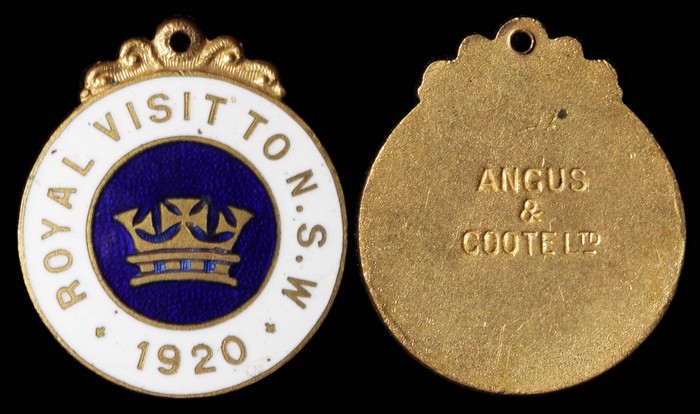 ROYAL VISIT TO N.S.W
1920
ANGUS
&
COOTE LTD